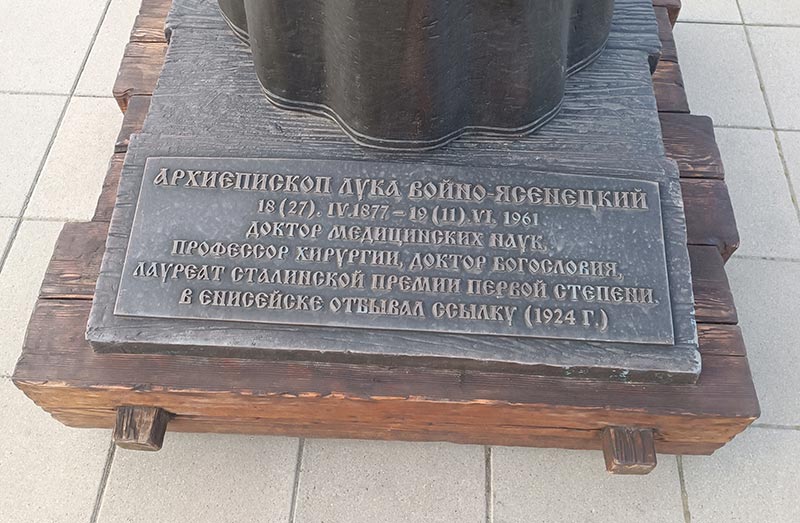 АРХИЕПИСКОП ЛУКА ВОЙНО-ЯСЕНЕЦКИЙ
18 (27). IV.1877 – 19 (11). VI. 1961
ДОКТОР МЕДИЦИНСКИХ НАУК,
ПРОФЕССОР ХИРУРГИИ, ДОКТОР БОГОСЛОВИЯ,
ЛАУРЕАТ СТАЛИНСКОЙ ПРЕМИИ ПЕРВОЙ СТЕПЕНИ.
В ЕНИСЕЙСКЕ ОТБЫВАЛ ССЫЛКУ (1924 Г.)